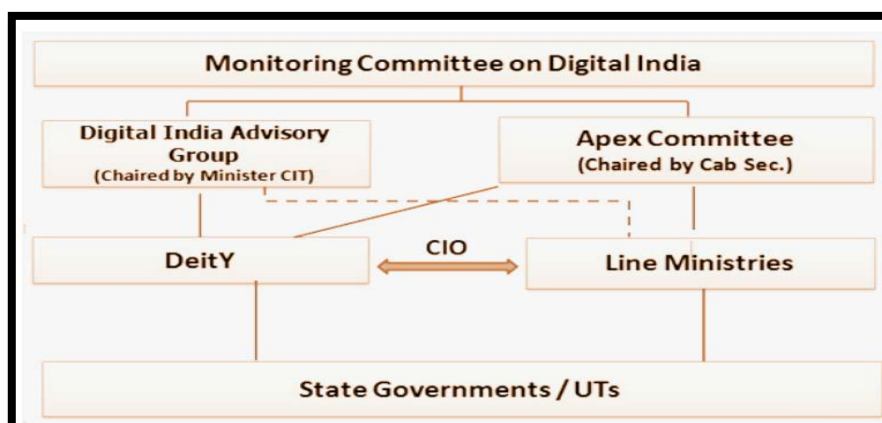 Monitoring Committee on Digital India
Digital India Advisory
Group
(Chaired by Minister CIT)
Apex Committee
(Chaired by Cab Sec.)
DeitY
CIO
Line Ministries
State Governments / UTs